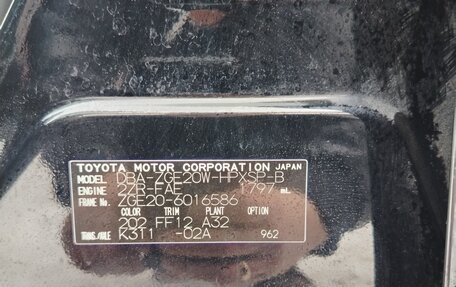 TOYOTA MOTOR CORPORATION JAPAN
MODEL DBA-ZGE20W-HPXSP-B
ENGINE 2ZR-FAE 1797 mL
FRAME No. ZGE20-6016586
COLOR TRIM PLANT OPTION
202 FF12 A32
TRANS./AXLE K311 -02A 962